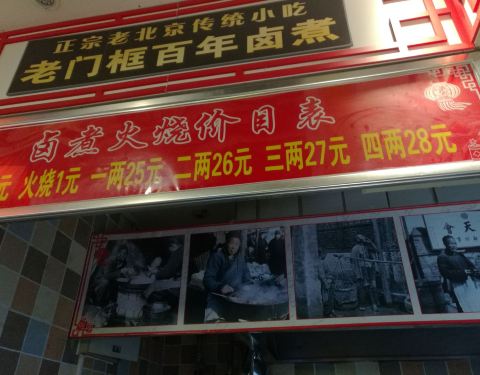 正宗老北京传统小吃
老门框百年卤煮
卤煮火烧价目表
元 火烧1元 一两25元 二两26元 三两27元 四两28元
天
會